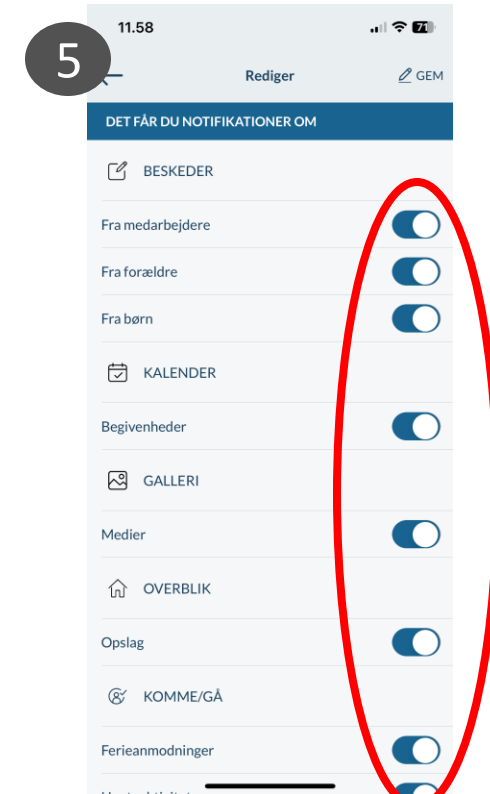 11.58
71
5
Rediger
GEM
DET FÅR DU NOTIFIKATIONER OM
BESKEDER
Fra medarbejdere
Fra forældre
Fra børn
KALENDER
Begivenheder
GALLERI
Medier
OVERBLIK
Opslag
KOMME/GÅ
Ferieanmodninger